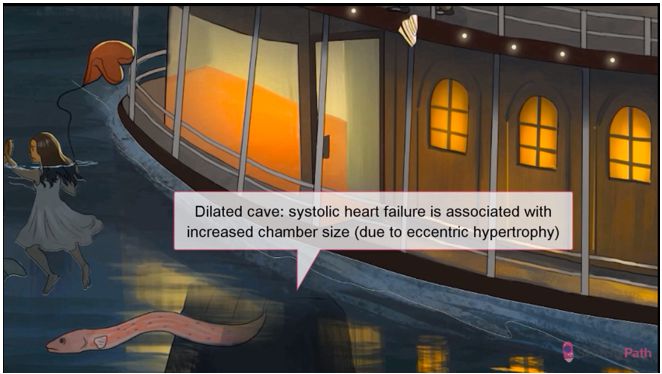 Dilated cave: systolic heart failure is associated with
increased chamber size (due to eccentric hypertrophy)
Path